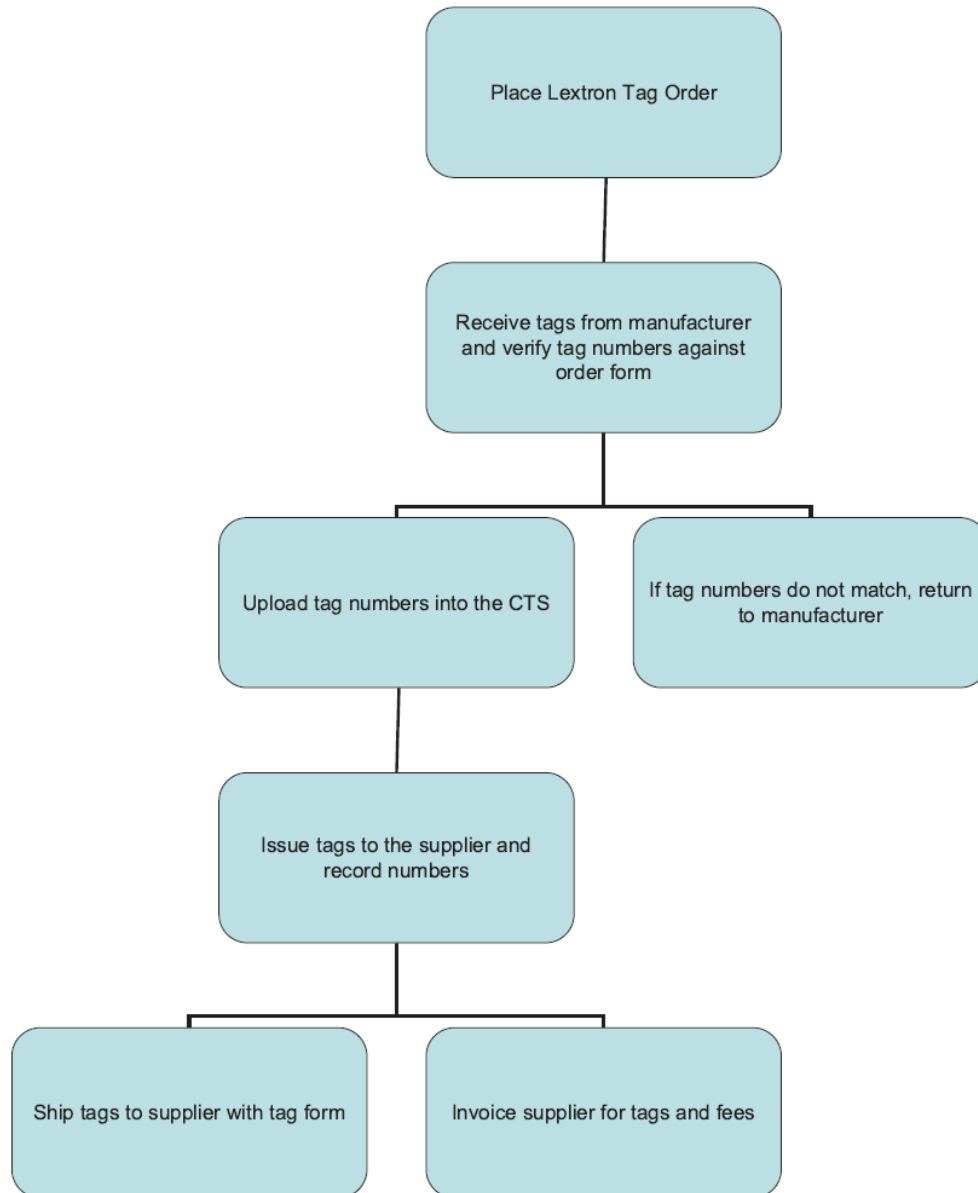 Place Lextron Tag Order
Receive tags from manufacturer
and verify tag numbers against
order form
Upload tag numbers into the CTS
If tag numbers do not match, return
to manufacturer
Issue tags to the supplier and
record numbers
Ship tags to supplier with tag form
Invoice supplier for tags and fees